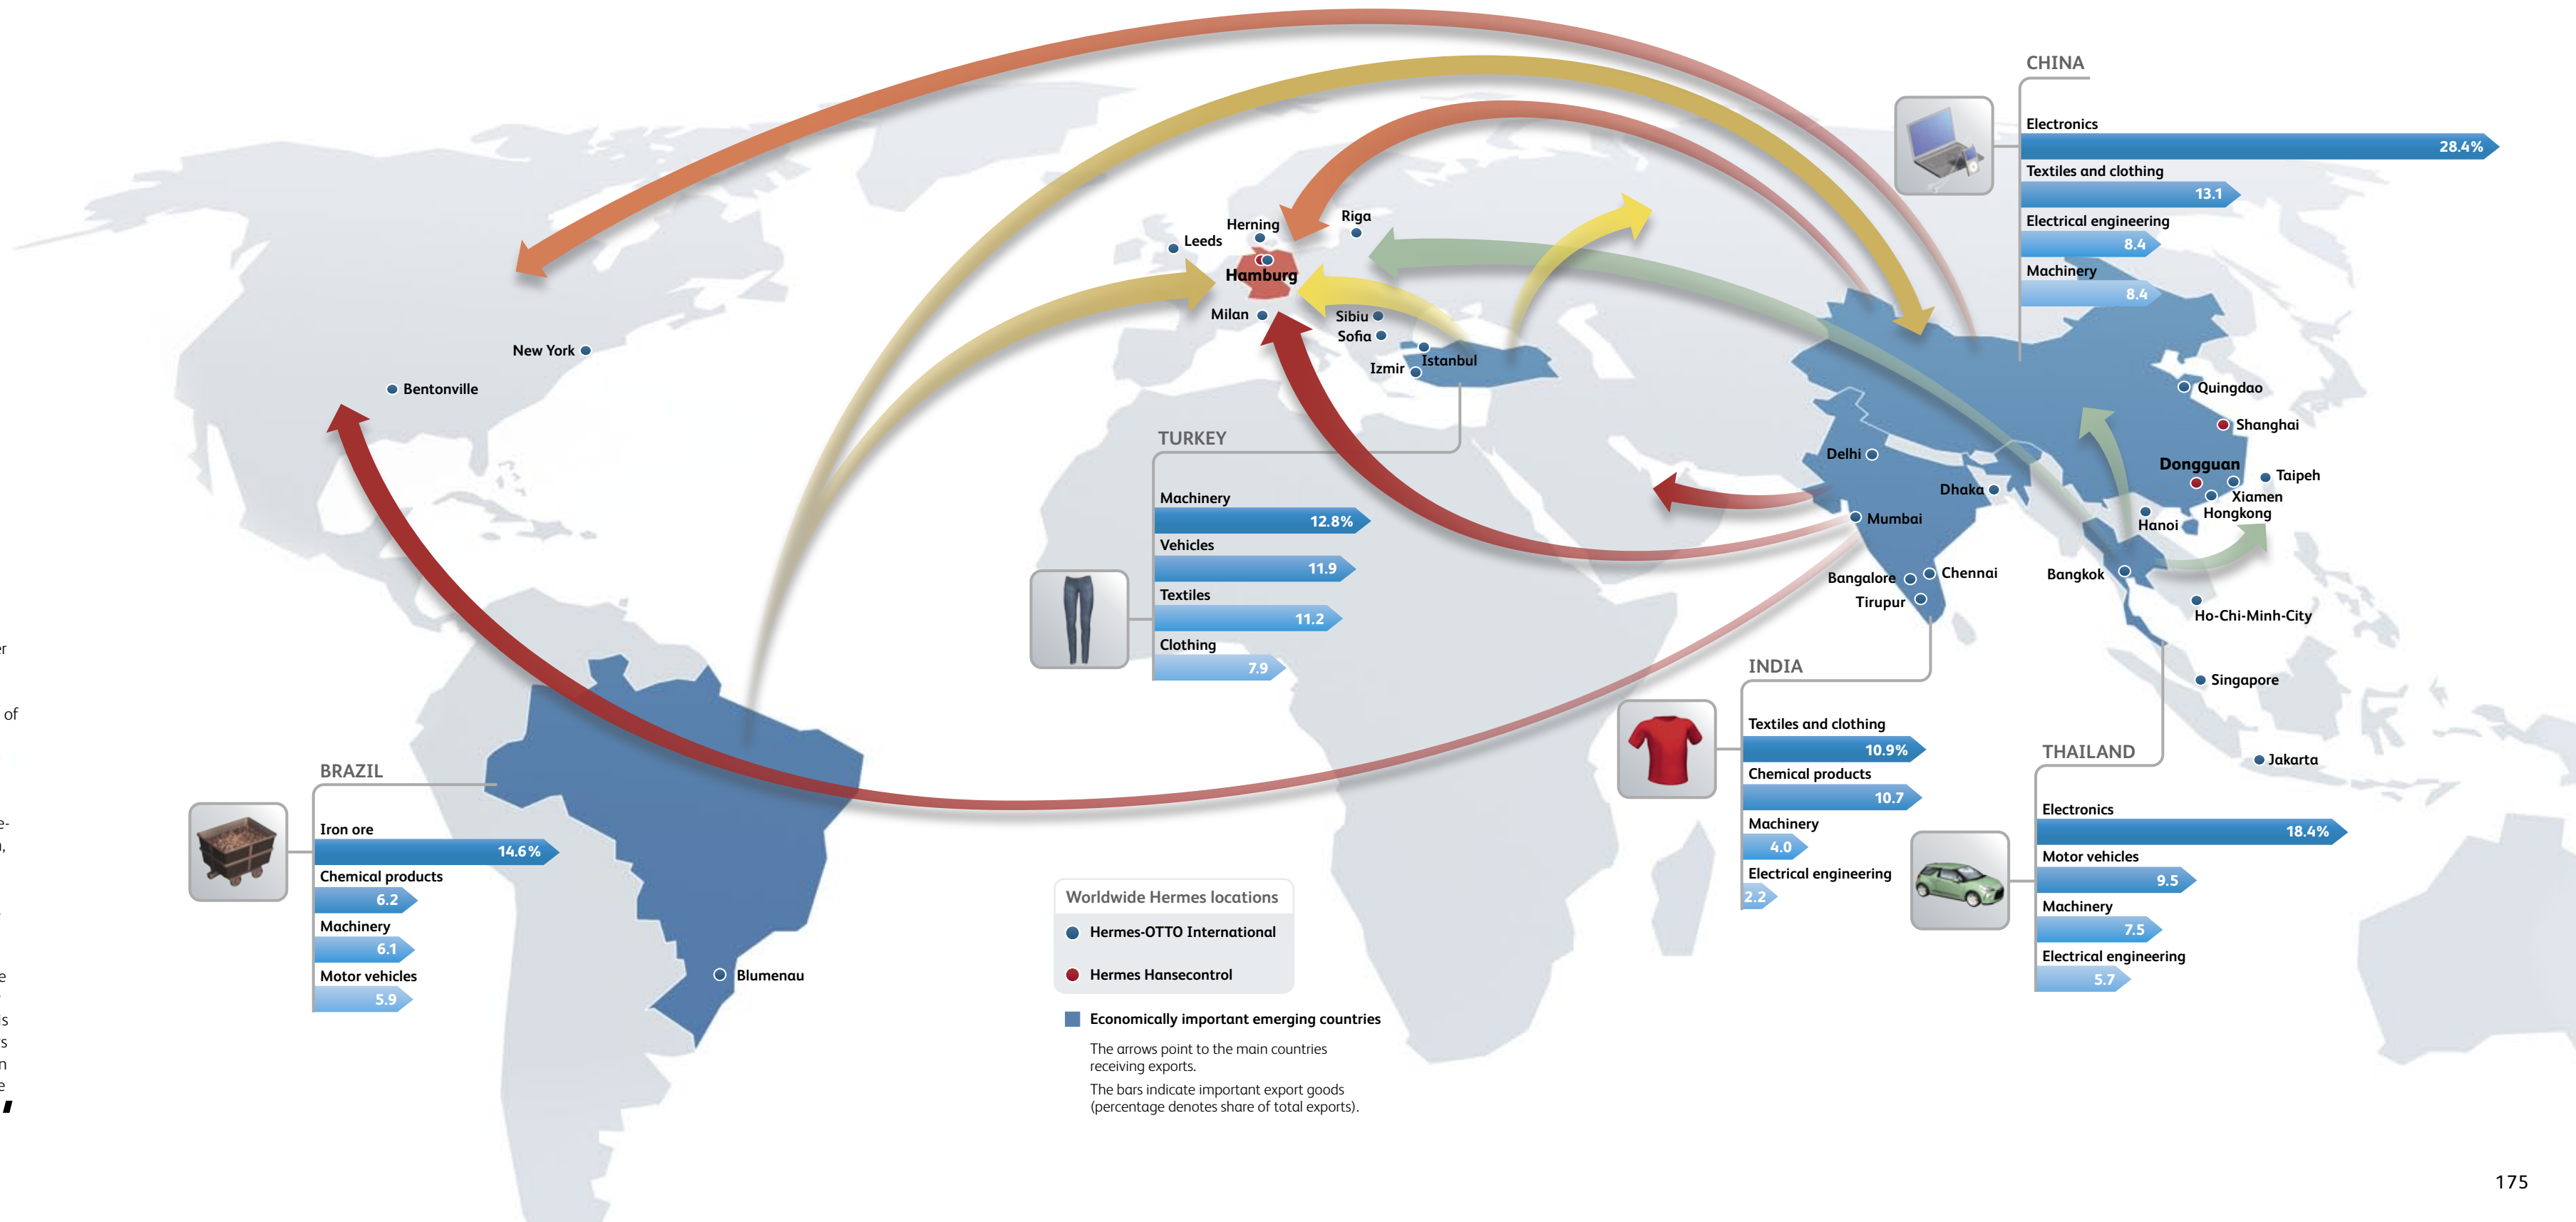 CHINA
Electronics
28.4%
Textiles and clothing
13.1
Electrical engineering
8.4
Machinery
8.4
Riga
Herning
Leeds
Hamburg
Milan
Sibiu
Sofia
Istanbul
Izmir
New York
Bentonville
Quingdao
Shanghai
Dongguan
Taipeh
Xiamen
Hongkong
Hanoi
Delhi
Dhaka
Mumbai
Bangalore
Chennai
Tirupur
Bangkok
Ho-Chi-Minh-City
Singapore
Jakarta
TURKEY
Machinery
12.8%
Vehicles
11.9
Textiles
11.2
Clothing
7.9
INDIA
Textiles and clothing
10.9%
Chemical products
10.7
Machinery
4.0
Electrical engineering
2.2
THAILAND
Electronics
18.4%
Motor vehicles
9.5
Machinery
7.5
Electrical engineering
5.7
BRAZIL
Iron ore
14.6%
Chemical products
6.2
Machinery
6.1
Motor vehicles
5.9
Blumenau
Worldwide Hermes locations
Hermes-OTTO International
Hermes Hansecontrol
Economically important emerging countries
The arrows point to the main countries
receiving exports.
The bars indicate important export goods
(percentage denotes share of total exports).
of
175